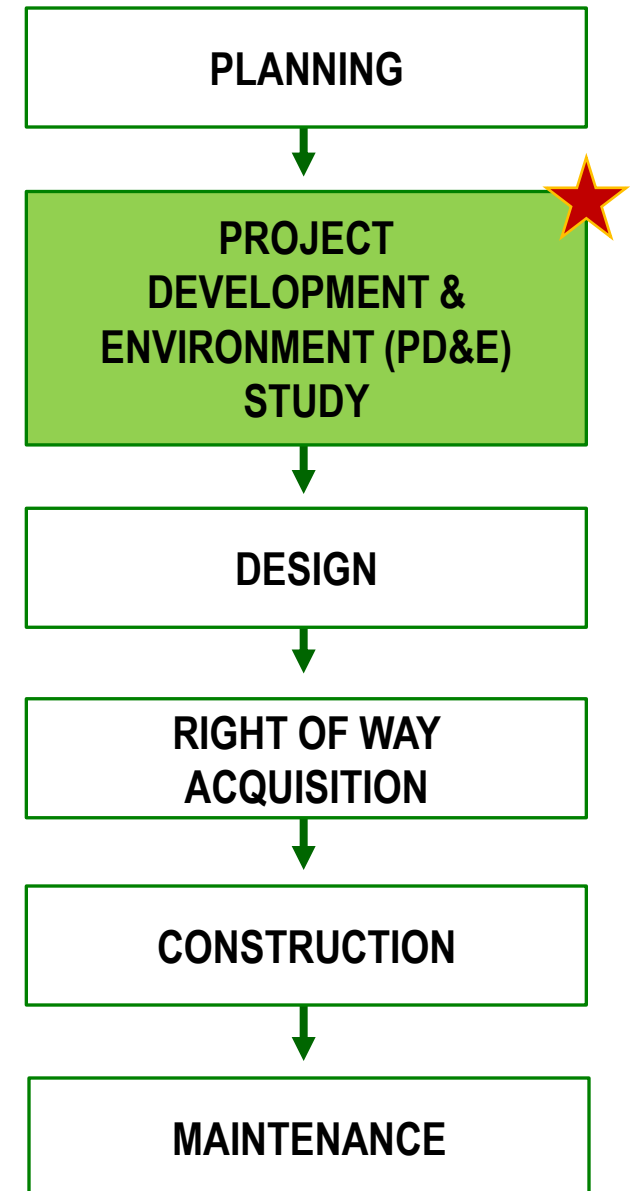 PLANNING
PROJECT
DEVELOPMENT &
ENVIRONMENT (PD&E)
STUDY
DESIGN
RIGHT OF WAY
ACQUISITION
CONSTRUCTION
MAINTENANCE